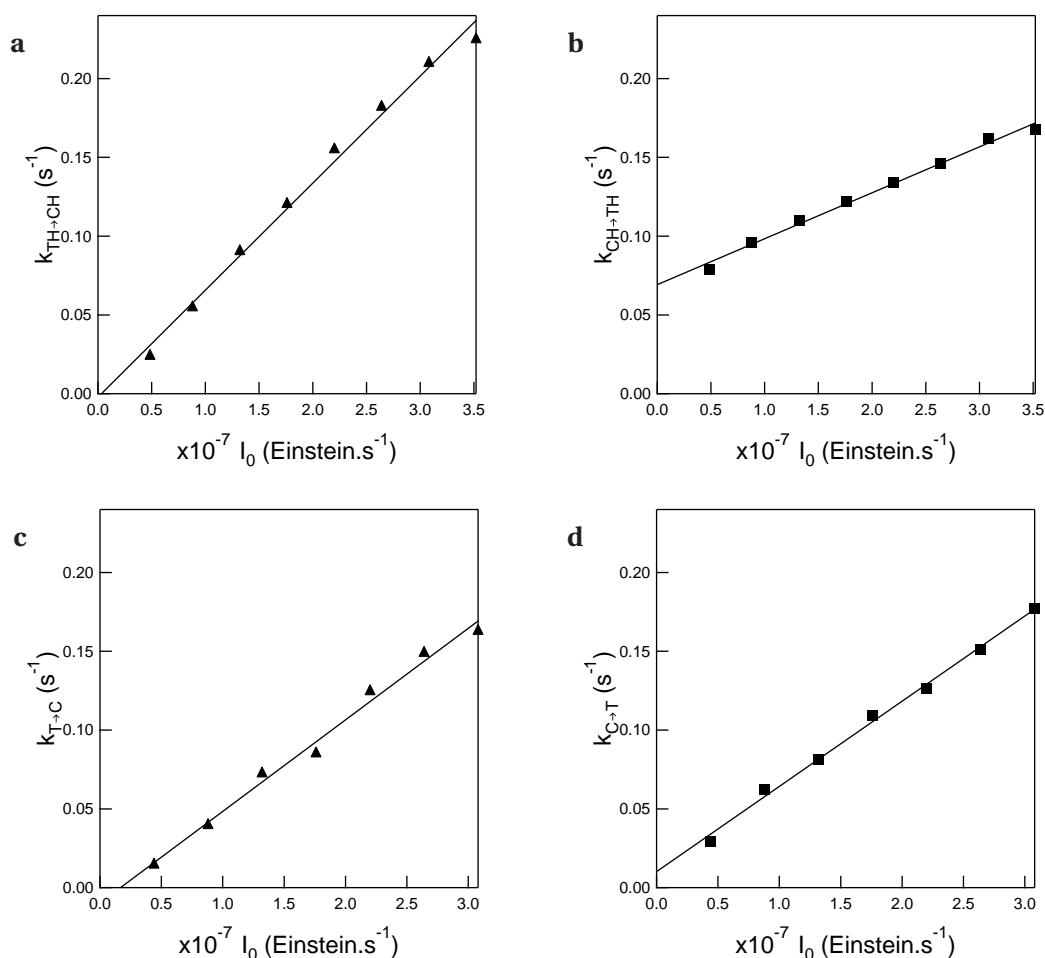 a
0.20
0.15
0.10
0.05
0.00
k_TH→CH (s⁻¹)
0.0 0.5 1.0 1.5 2.0 2.5 3.0 3.5
x10⁻⁷ I₀ (Einstein.s⁻¹)
b
0.20
0.15
0.10
0.05
0.00
k_CH→TH (s⁻¹)
0.0 0.5 1.0 1.5 2.0 2.5 3.0 3.5
x10⁻⁷ I₀ (Einstein.s⁻¹)
c
0.20
0.15
0.10
0.05
0.00
k_T→C (s⁻¹)
0.0 0.5 1.0 1.5 2.0 2.5 3.0
x10⁻⁷ I₀ (Einstein.s⁻¹)
d
0.20
0.15
0.10
0.05
0.00
k_C→T (s⁻¹)
0.0 0.5 1.0 1.5 2.0 2.5 3.0
x10⁻⁷ I₀ (Einstein.s⁻¹)